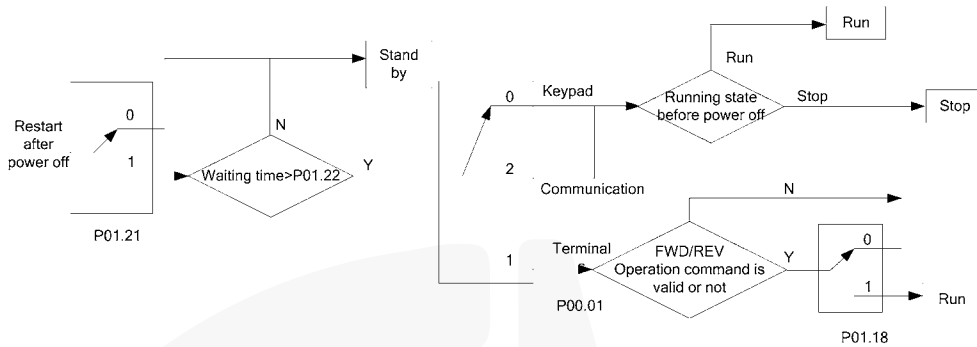 Run
Stand
by
Run
0
Keypad
Running state
before power off
Stop
Stop
Restart
after
power off
0
1
N
Waiting time>P01.22
Y
2
Communication
N
P01.21
1
Terminal
s
FWD/REV
Operation command is
valid or not
Y
0
1
Run
P00.01
P01.18